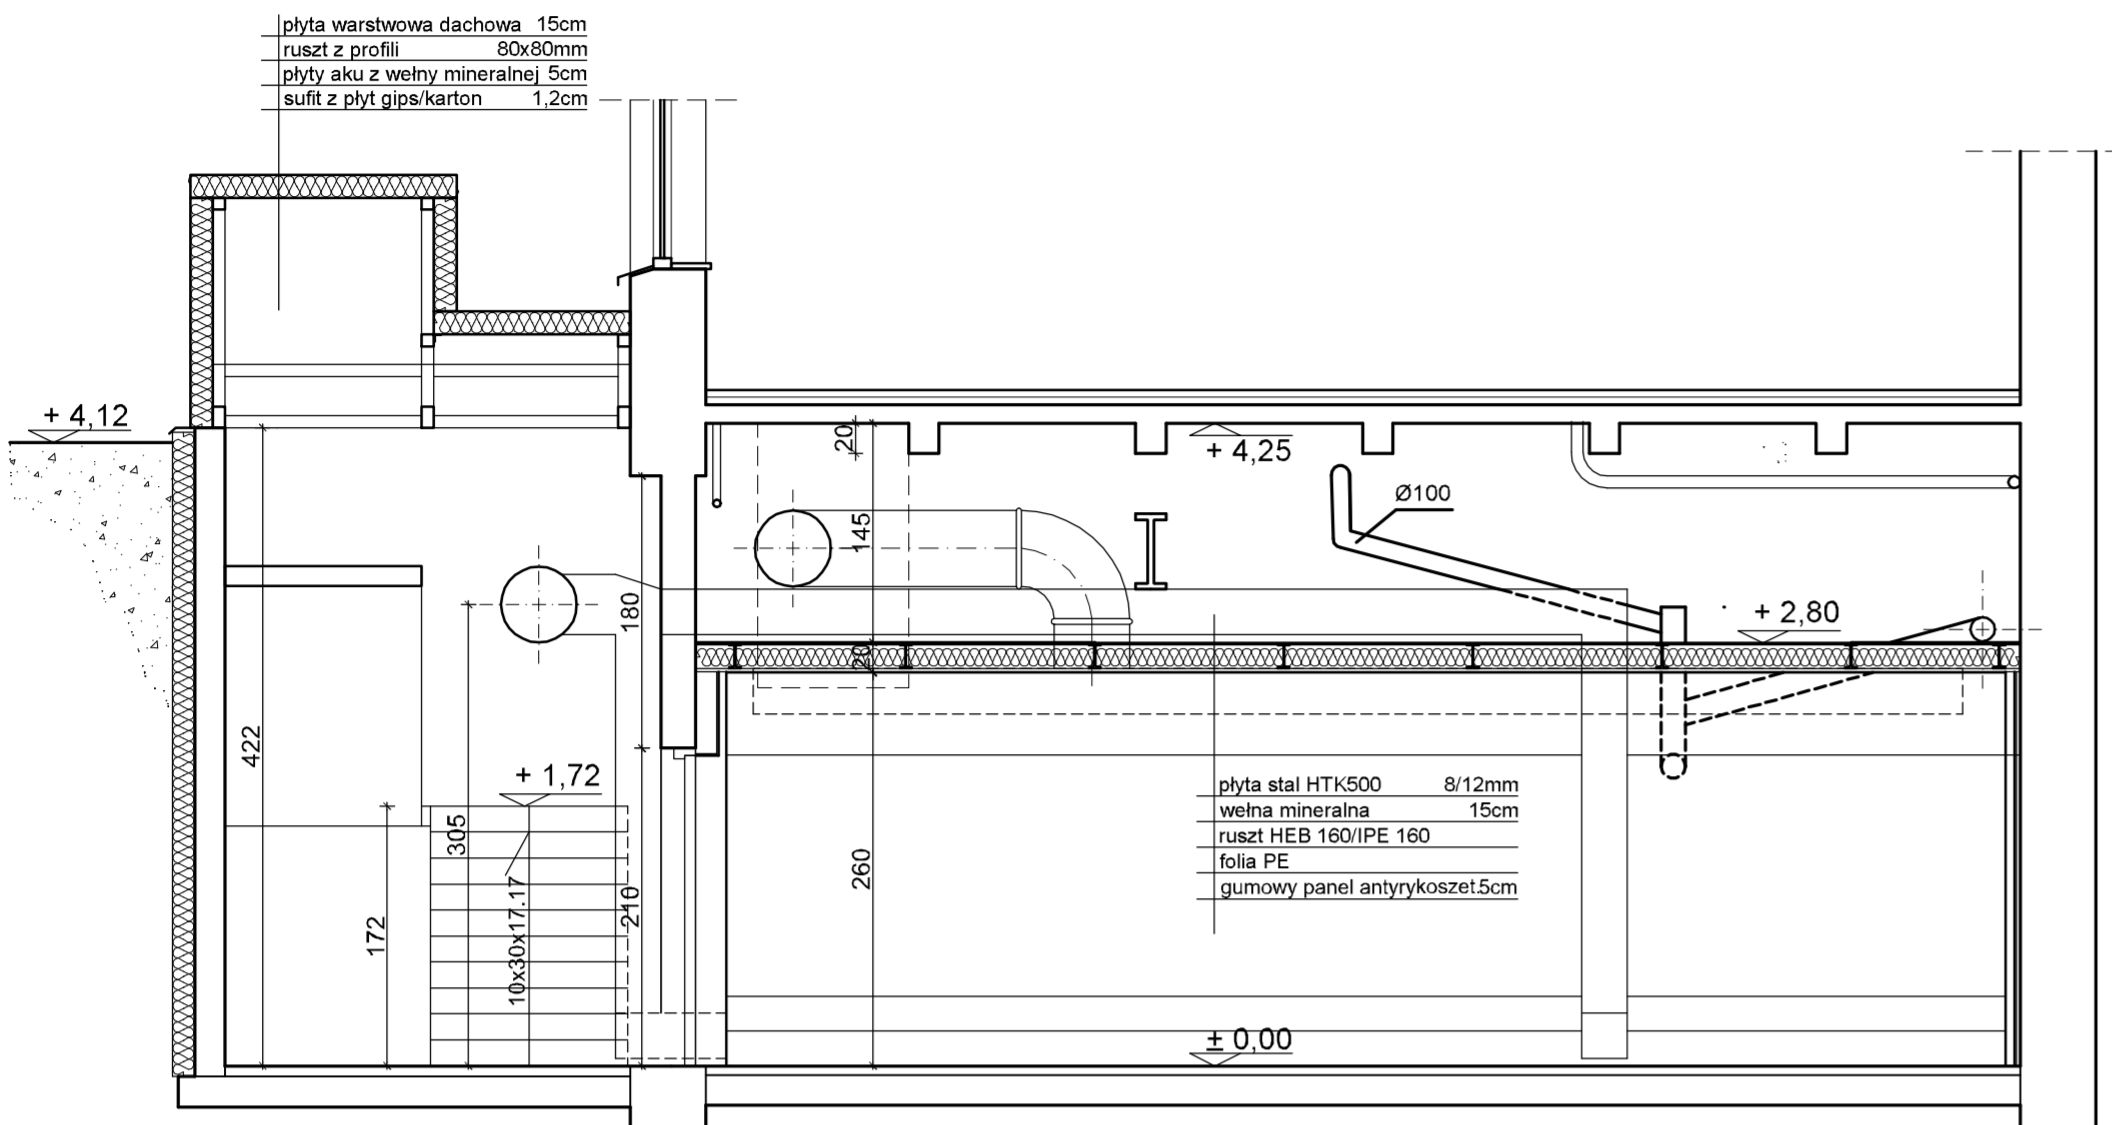 płyta warstwowa dachowa 15cm
ruszt z profili 80x80mm
płyty aku z wełny mineralnej 5cm
sufit z płyt gips/karton 1,2cm
+ 4,12
20
+ 4,25
Ø100
145
180
+ 2,80
20
422
+ 1,72
305
172
10x30x17.17
210
260
płyta stal HTK500 8/12mm
wełna mineralna 15cm
ruszt HEB 160/IPE 160
folia PE
gumowy panel antyrykoszet.5cm
± 0,00